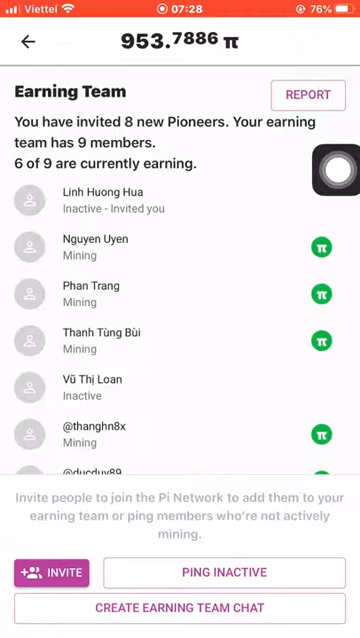 Viettel 07:28 76%
953.7886 π
Earning Team
REPORT
You have invited 8 new Pioneers. Your earning
team has 9 members.
6 of 9 are currently earning.
Linh Huong Hua
Inactive - Invited you
Nguyen Uyen
Mining
π
Phan Trang
Mining
π
Thanh Tùng Bùi
Mining
π
Vũ Thị Loan
Inactive
@thanghn8x
Mining
π
@ducduy89
Invite people to join the Pi Network to add them to your
earning team or ping members who're not actively
mining.
INVITE
PING INACTIVE
CREATE EARNING TEAM CHAT